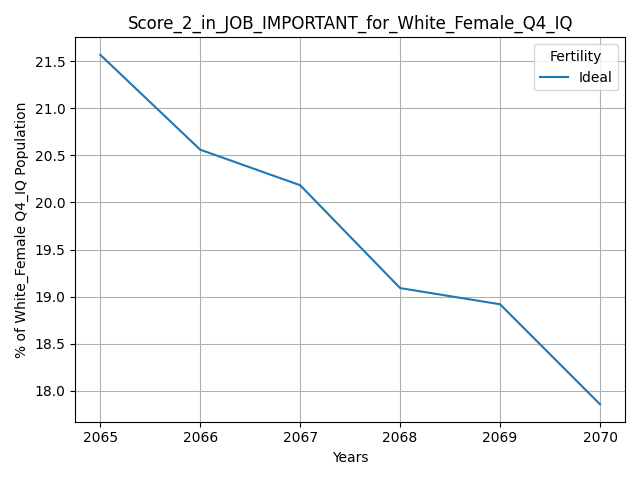 Score_2_in_JOB_IMPORTANT_for_White_Female_Q4_IQ
Fertility
Ideal
% of White_Female Q4_IQ Population
21.5
21.0
20.5
20.0
19.5
19.0
18.5
18.0
2065 2066 2067 2068 2069 2070
Years